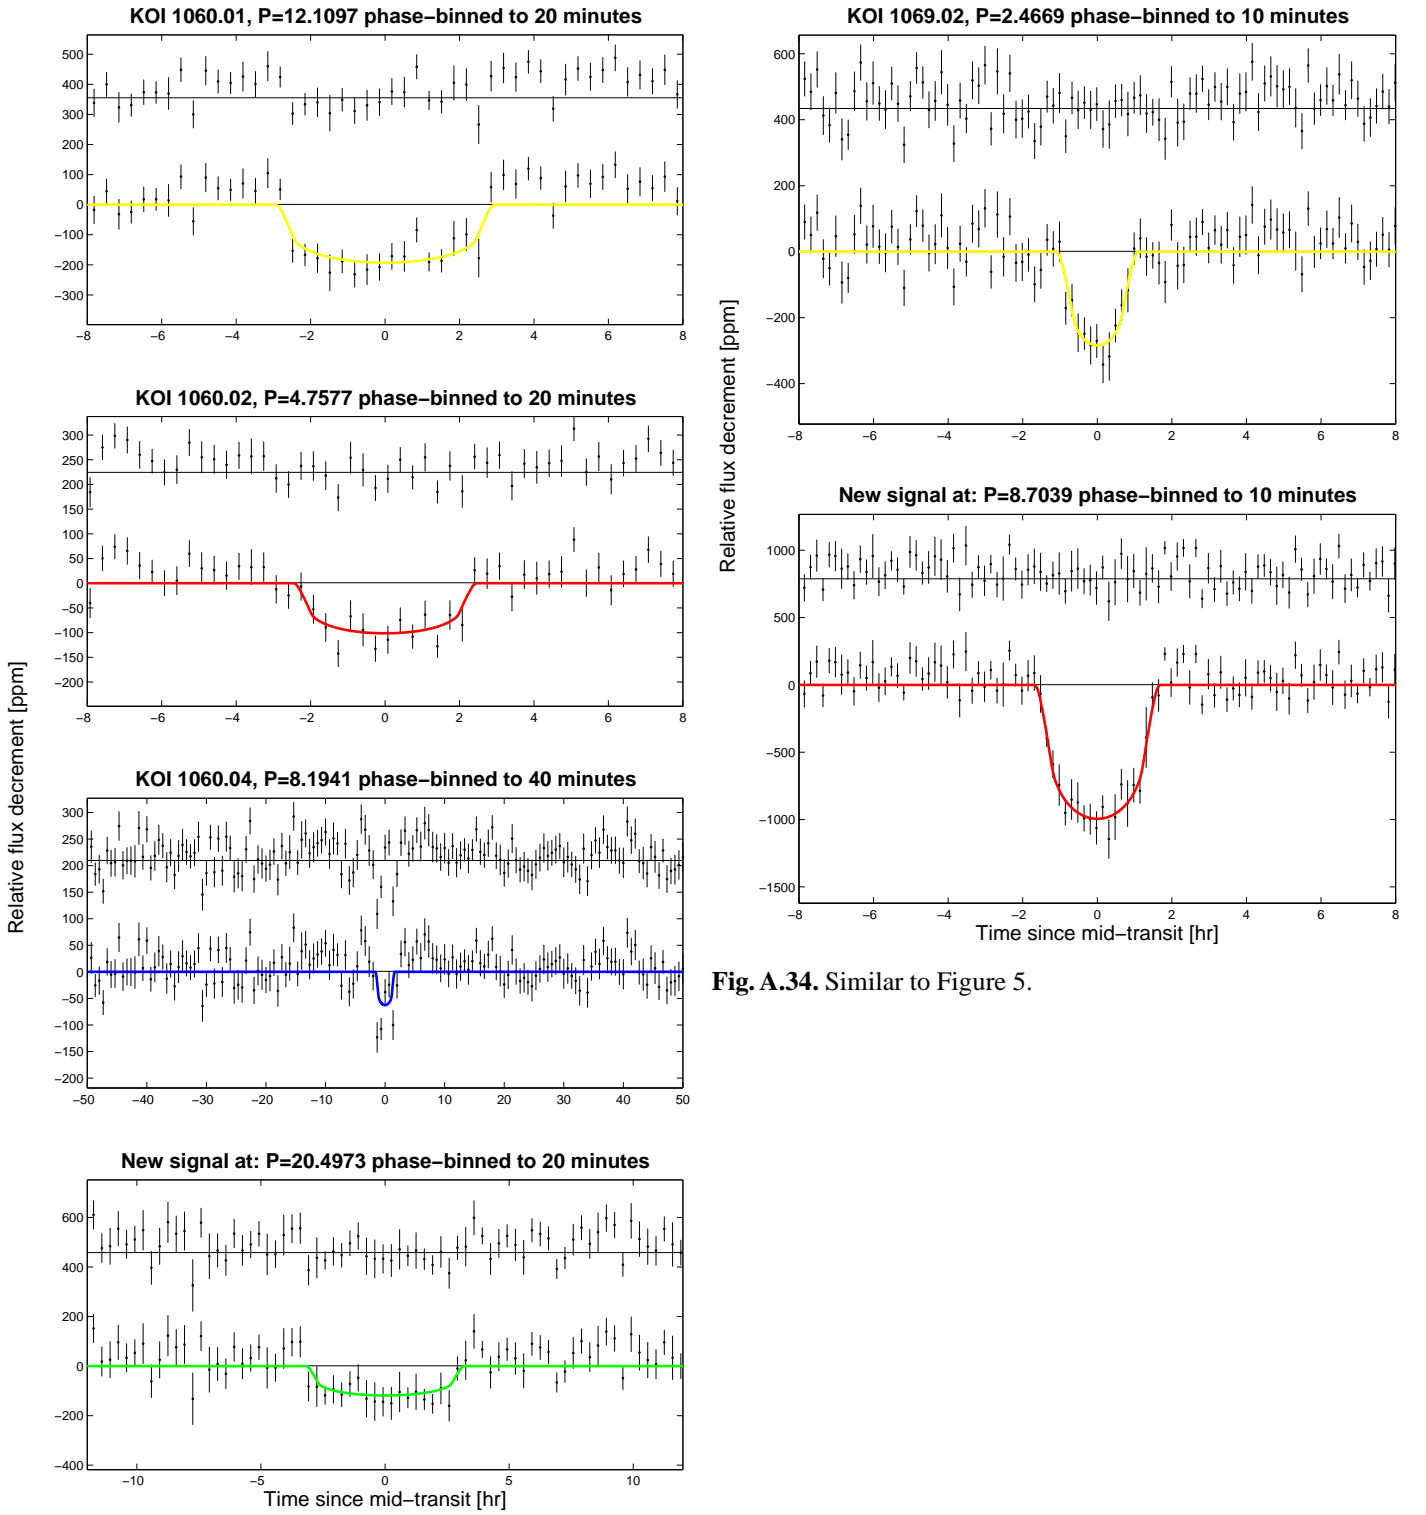 KOI 1060.01, P=12.1097 phase−binned to 20 minutes
500
400
300
200
100
0
−100
−200
−300
−8 −6 −4 −2 0 2 4 6 8
KOI 1060.02, P=4.7577 phase−binned to 20 minutes
300
250
200
150
100
50
0
−50
−100
−150
−200
−8 −6 −4 −2 0 2 4 6 8
KOI 1060.04, P=8.1941 phase−binned to 40 minutes
300
250
200
150
100
50
0
−50
−100
−150
−200
−50 −40 −30 −20 −10 0 10 20 30 40 50
New signal at: P=20.4973 phase−binned to 20 minutes
600
400
200
0
−200
−400
−10 −5 0 5 10
Time since mid−transit [hr]
Relative flux decrement [ppm]
KOI 1069.02, P=2.4669 phase−binned to 10 minutes
600
400
200
0
−200
−400
−8 −6 −4 −2 0 2 4 6 8
New signal at: P=8.7039 phase−binned to 10 minutes
1000
500
0
−500
−1000
−1500
−8 −6 −4 −2 0 2 4 6 8
Time since mid−transit [hr]
Relative flux decrement [ppm]
Fig. A.34. Similar to Figure 5.